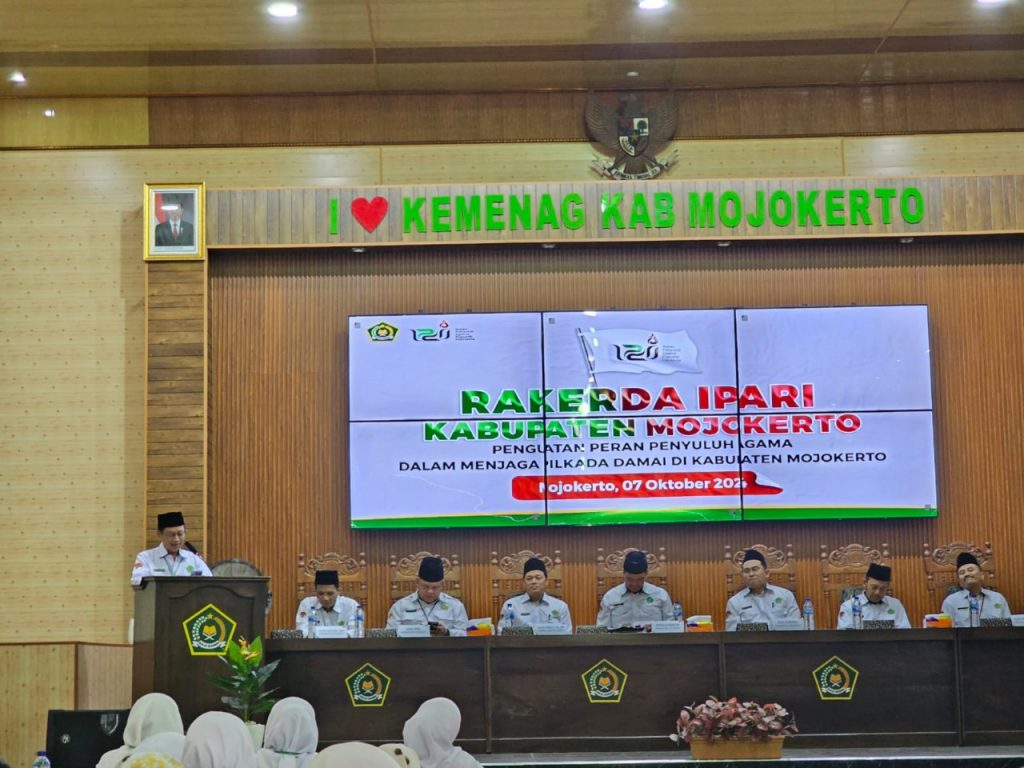 I ❤ KEMENAG KAB MOJOKERTO
RAKERDA IPARI
KABUPATEN MOJOKERTO
PENGUATAN PERAN PENYULUH AGAMA
DALAM MENJAGA PILKADA DAMAI DI KABUPATEN MOJOKERTO
Mojokerto, 07 Oktober 2024